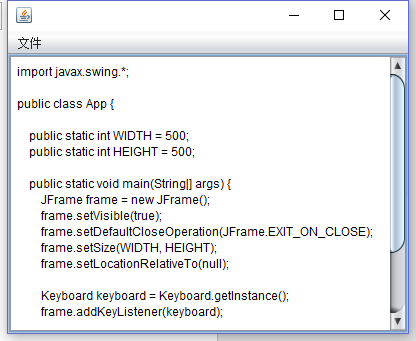 文件
import javax.swing.*;
public class App {
public static int WIDTH = 500;
public static int HEIGHT = 500;
public static void main(String[] args) {
JFrame frame = new JFrame();
frame.setVisible(true);
frame.setDefaultCloseOperation(JFrame.EXIT_ON_CLOSE);
frame.setSize(WIDTH, HEIGHT);
frame.setLocationRelativeTo(null);
Keyboard keyboard = Keyboard.getInstance();
frame.addKeyListener(keyboard);